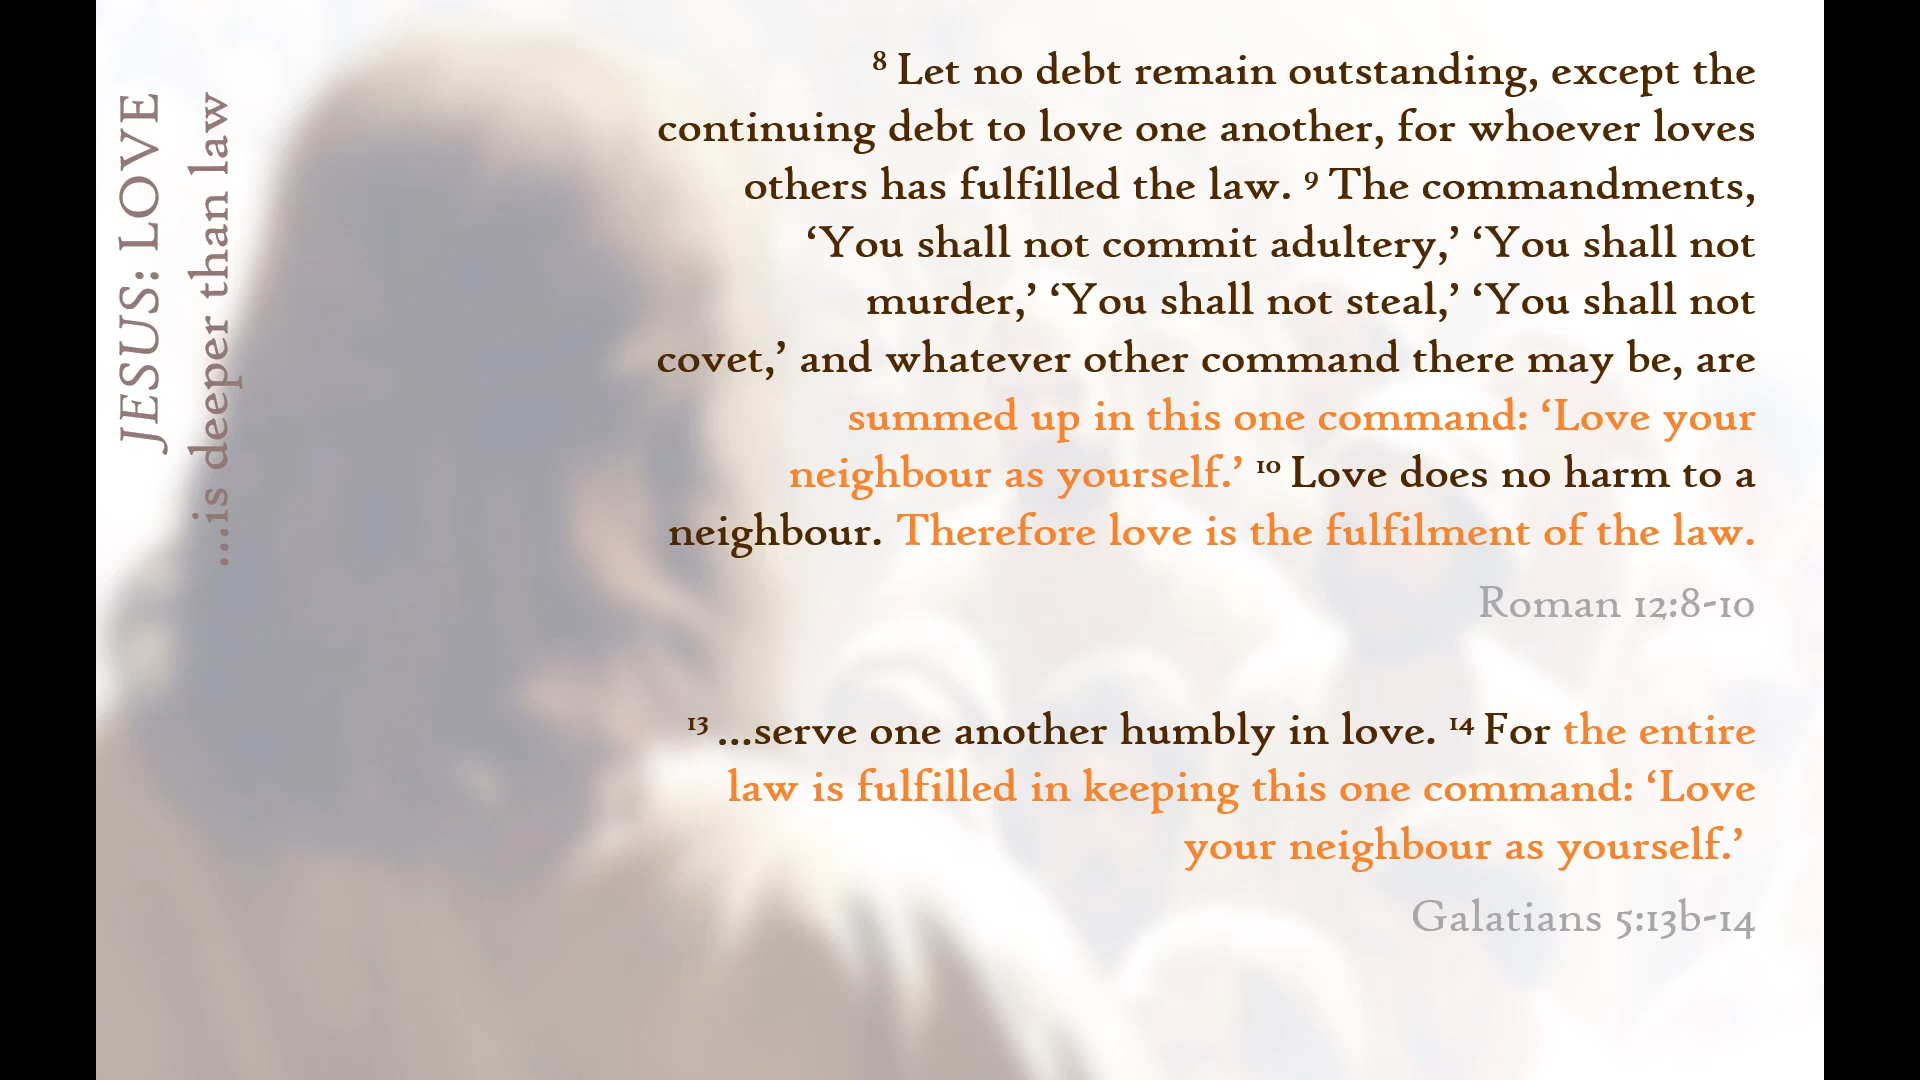 JESUS: LOVE
...is deeper than law
⁸ Let no debt remain outstanding, except the
continuing debt to love one another, for whoever loves
others has fulfilled the law. ⁹ The commandments,
‘You shall not commit adultery,’ ‘You shall not
murder,’ ‘You shall not steal,’ ‘You shall not
covet,’ and whatever other command there may be, are
summed up in this one command: ‘Love your
neighbour as yourself.’ ¹⁰ Love does no harm to a
neighbour. Therefore love is the fulfilment of the law.
Roman 12:8-10
¹³ ...serve one another humbly in love. ¹⁴ For the entire
law is fulfilled in keeping this one command: ‘Love
your neighbour as yourself.’
Galatians 5:13b-14